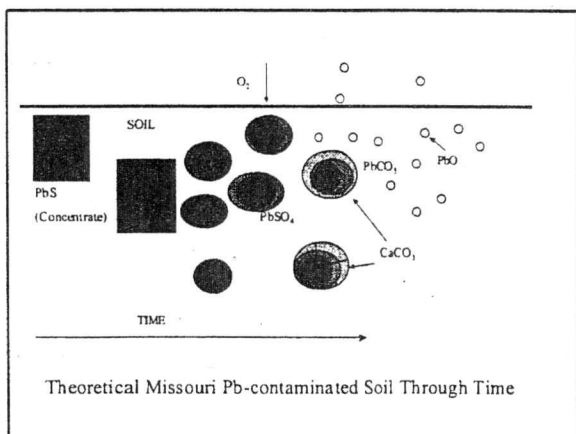 O₂
SOIL
PbS
(Concentrate)
PbSO₄
PbCO₃
PbO
CaCO₃
TIME
Theoretical Missouri Pb-contaminated Soil Through Time